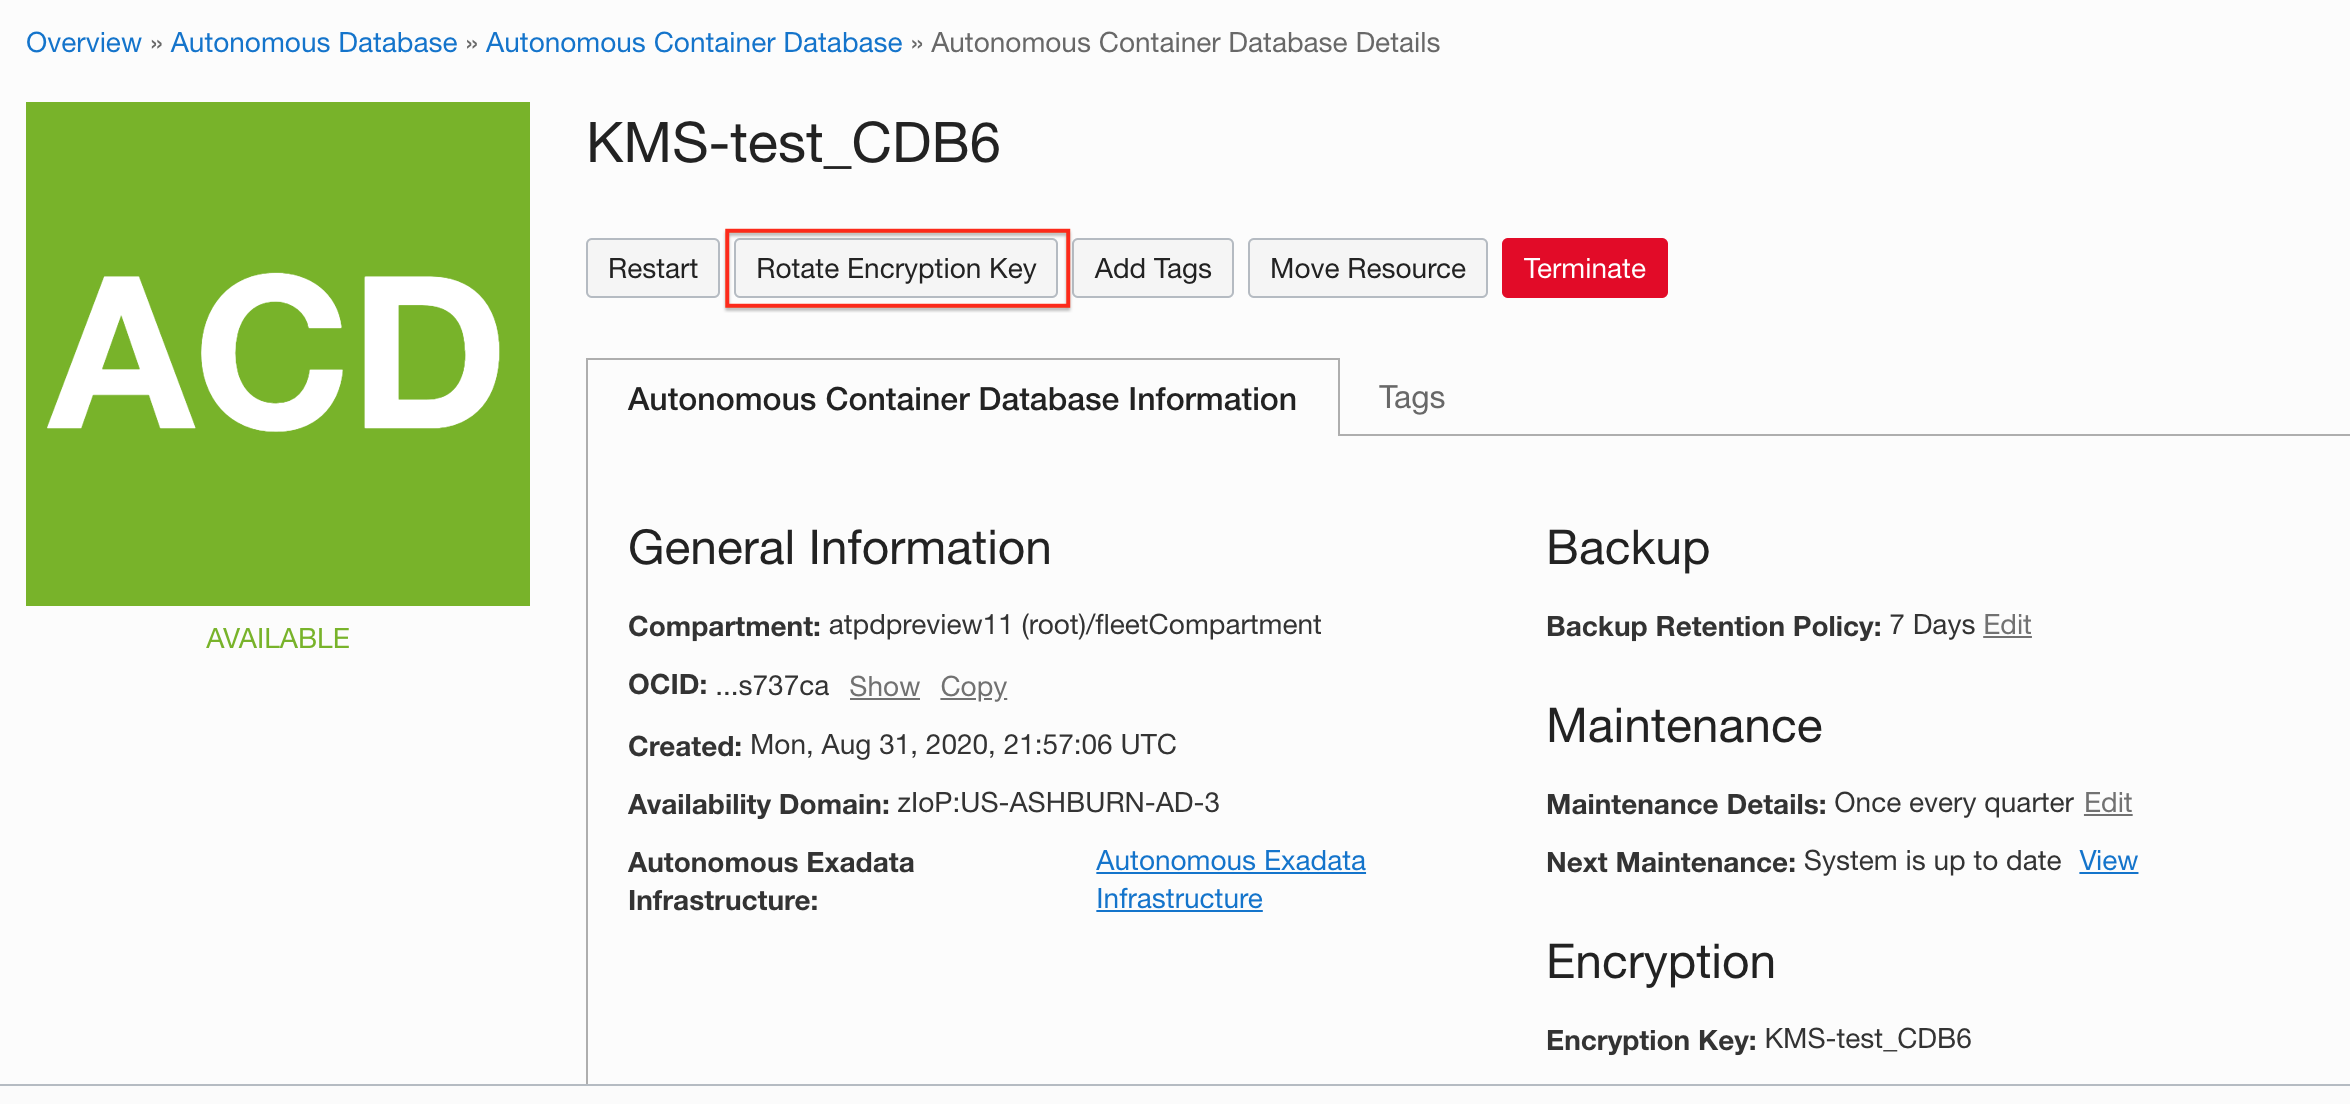 Overview » Autonomous Database » Autonomous Container Database » Autonomous Container Database Details
ACD
AVAILABLE
KMS-test_CDB6
Restart Rotate Encryption Key Add Tags Move Resource Terminate
Autonomous Container Database Information Tags
General Information
Compartment: atpdpreview11 (root)/fleetCompartment
OCID: ...s737ca Show Copy
Created: Mon, Aug 31, 2020, 21:57:06 UTC
Availability Domain: zIoP:US-ASHBURN-AD-3
Autonomous Exadata Infrastructure: Autonomous Exadata Infrastructure
Backup
Backup Retention Policy: 7 Days Edit
Maintenance
Maintenance Details: Once every quarter Edit
Next Maintenance: System is up to date View
Encryption
Encryption Key: KMS-test_CDB6